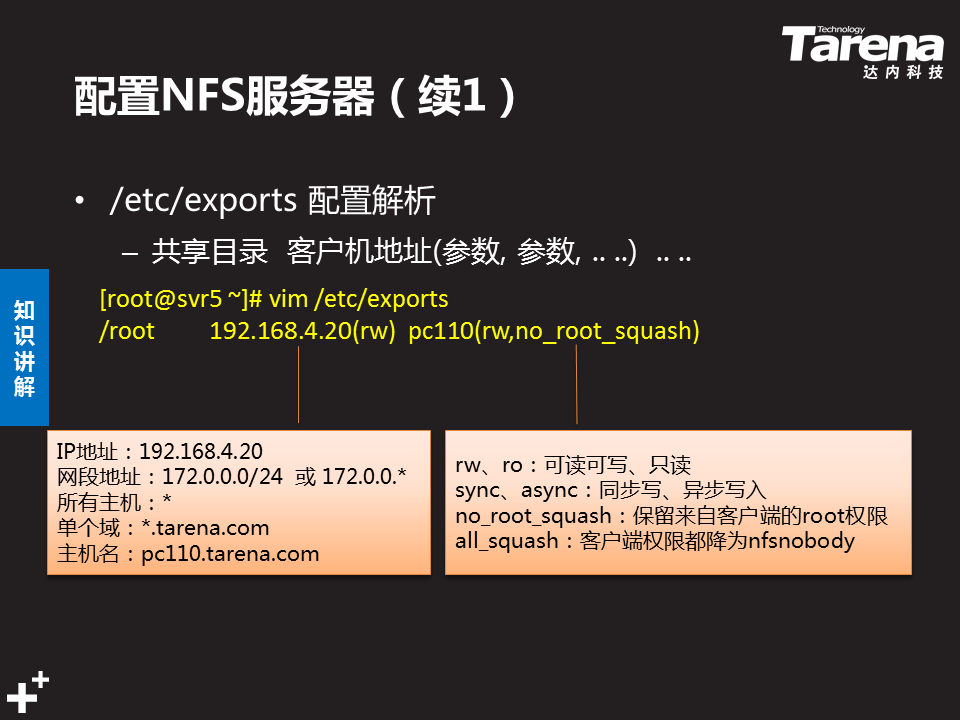 Technology
Tarena
达内科技
配置NFS服务器（续1）
• /etc/exports 配置解析
– 共享目录 客户机地址(参数, 参数, .. ..) .. ..
[root@svr5 ~]# vim /etc/exports
/root 192.168.4.20(rw) pc110(rw,no_root_squash)
知识讲解
IP地址：192.168.4.20
网段地址：172.0.0.0/24 或 172.0.0.*
所有主机：*
单个域：*.tarena.com
主机名：pc110.tarena.com
rw、ro：可读可写、只读
sync、async：同步写、异步写入
no_root_squash：保留来自客户端的root权限
all_squash：客户端权限都降为nfsnobody